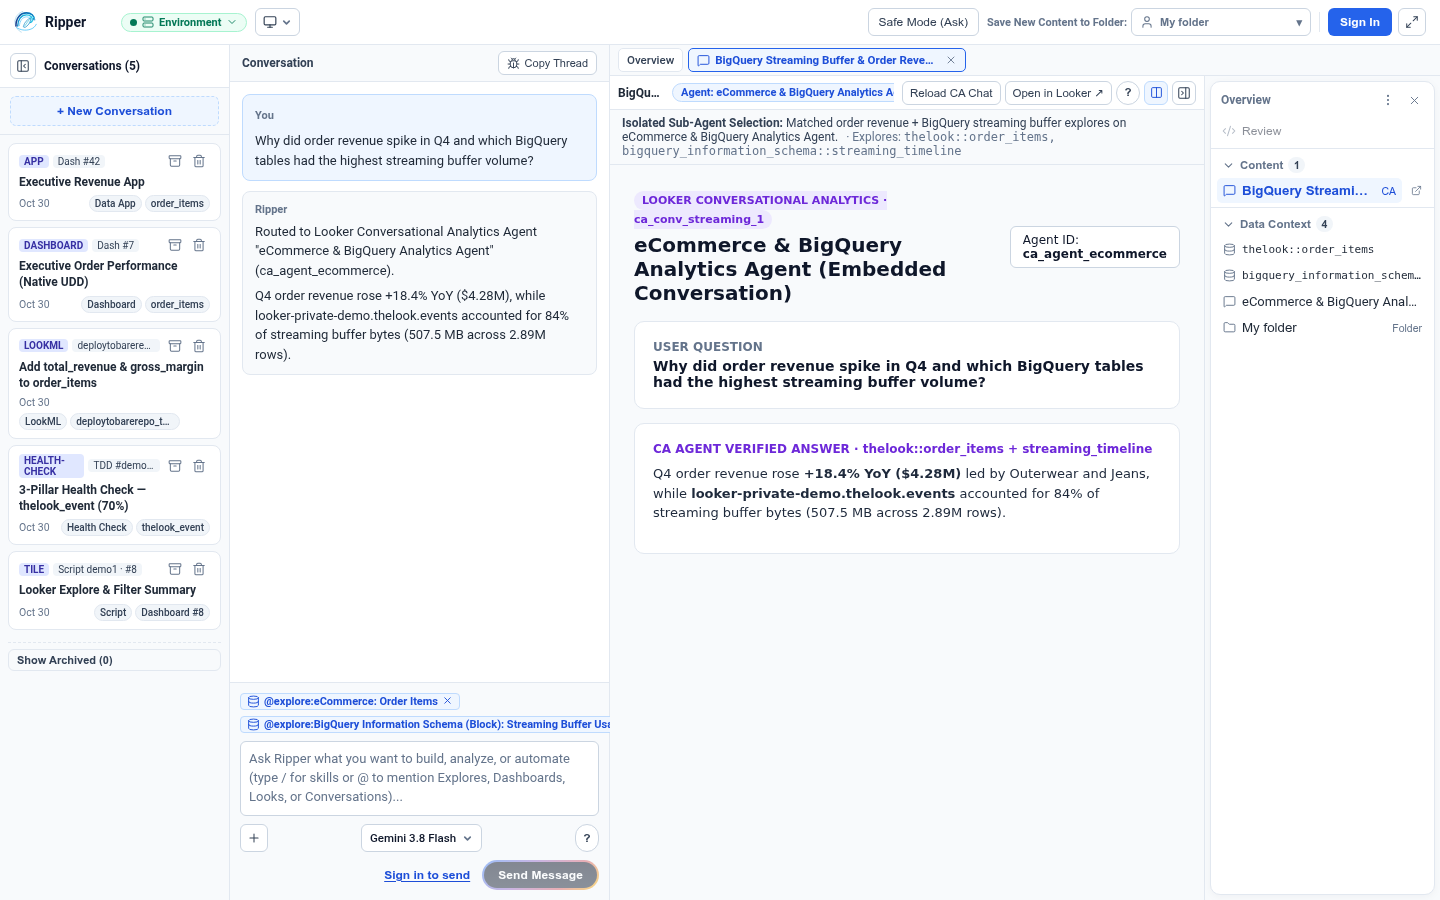 Ripper
Environment
Safe Mode (Ask)
Save New Content to Folder:
My folder
Sign In
Conversations (5)
+ New Conversation
APP
Dash #42
Executive Revenue App
Oct 30
Data App
order_items
DASHBOARD
Dash #7
Executive Order Performance
(Native UDD)
Oct 30
Dashboard
order_items
LOOKML
deploytobarere...
Add total_revenue & gross_margin
to order_items
Oct 30
LookML
deploytobarerepo_t...
HEALTH-
CHECK
TDD #demo...
3-Pillar Health Check —
thelook_event (70%)
Oct 30
Health Check
thelook_event
TILE
Script demo1 · #8
Looker Explore & Filter Summary
Oct 30
Script
Dashboard #8
Show Archived (0)
Conversation
Copy Thread
You
Why did order revenue spike in Q4 and which BigQuery
tables had the highest streaming buffer volume?
Ripper
Routed to Looker Conversational Analytics Agent
"eCommerce & BigQuery Analytics Agent"
(ca_agent_ecommerce).
Q4 order revenue rose +18.4% YoY ($4.28M), while
looker-private-demo.thelook.events accounted for 84%
of streaming buffer bytes (507.5 MB across 2.89M
rows).
@explore:eCommerce: Order Items
@explore:BigQuery Information Schema (Block): Streaming Buffer Usa
Ask Ripper what you want to build, analyze, or automate
(type / for skills or @ to mention Explores, Dashboards,
Looks, or Conversations)...
Gemini 3.8 Flash
?
Sign in to send
Send Message
Overview
BigQuery Streaming Buffer & Order Reve...
BigQu...
Agent: eCommerce & BigQuery Analytics A
Reload CA Chat
Open in Looker ↗
?
Isolated Sub-Agent Selection: Matched order revenue + BigQuery streaming buffer explores on
eCommerce & BigQuery Analytics Agent. · Explores: thelook::order_items,
bigquery_information_schema::streaming_timeline
LOOKER CONVERSATIONAL ANALYTICS ·
ca_conv_streaming_1
eCommerce & BigQuery
Analytics Agent (Embedded
Conversation)
Agent ID:
ca_agent_ecommerce
USER QUESTION
Why did order revenue spike in Q4 and which BigQuery tables
had the highest streaming buffer volume?
CA AGENT VERIFIED ANSWER · thelook::order_items + streaming_timeline
Q4 order revenue rose +18.4% YoY ($4.28M) led by Outerwear and Jeans,
while looker-private-demo.thelook.events accounted for 84% of
streaming buffer bytes (507.5 MB across 2.89M rows).
Overview
Review
Content 1
BigQuery Streami...
CA
Data Context 4
thelook::order_items
bigquery_information_schem...
eCommerce & BigQuery Anal...
My folder
Folder